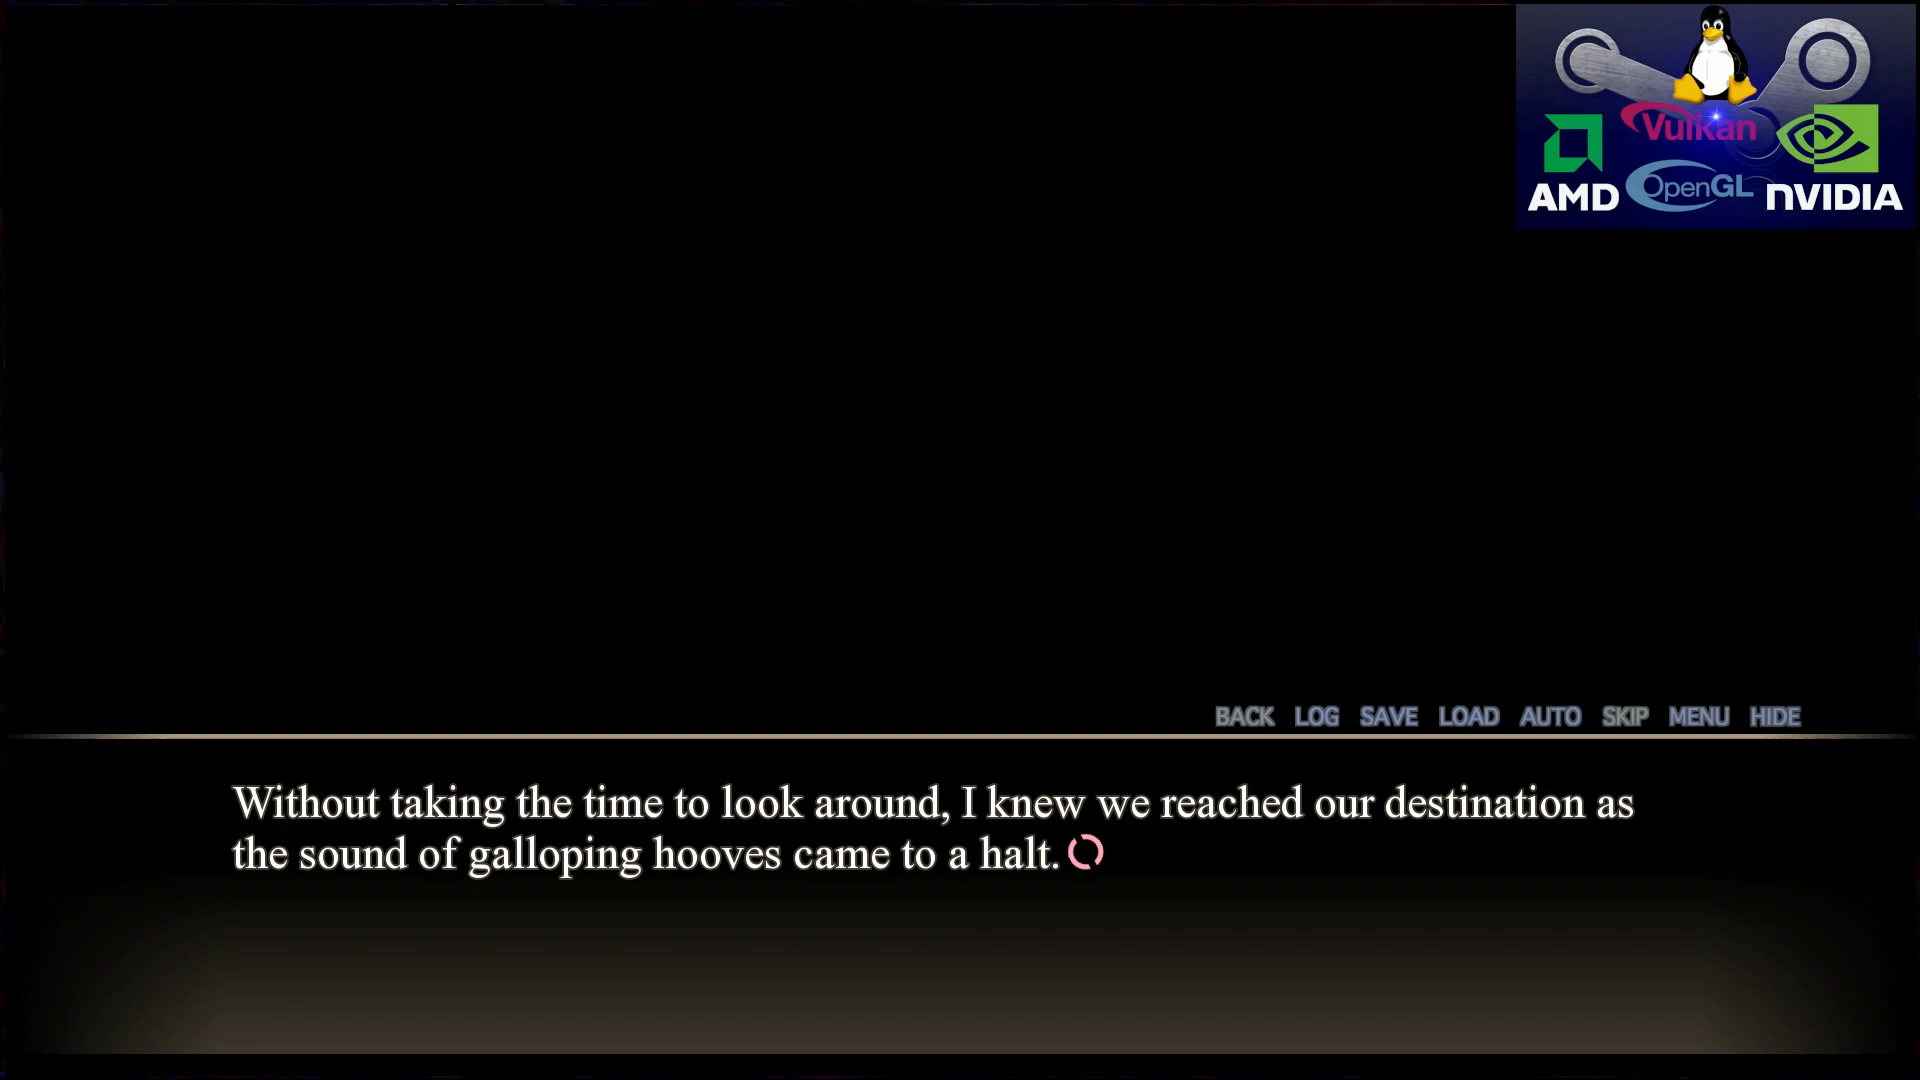 Vulkan
OpenGL
AMD
NVIDIA
BACK LOG SAVE LOAD AUTO SKIP MENU HIDE
Without taking the time to look around, I knew we reached our destination as
the sound of galloping hooves came to a halt.